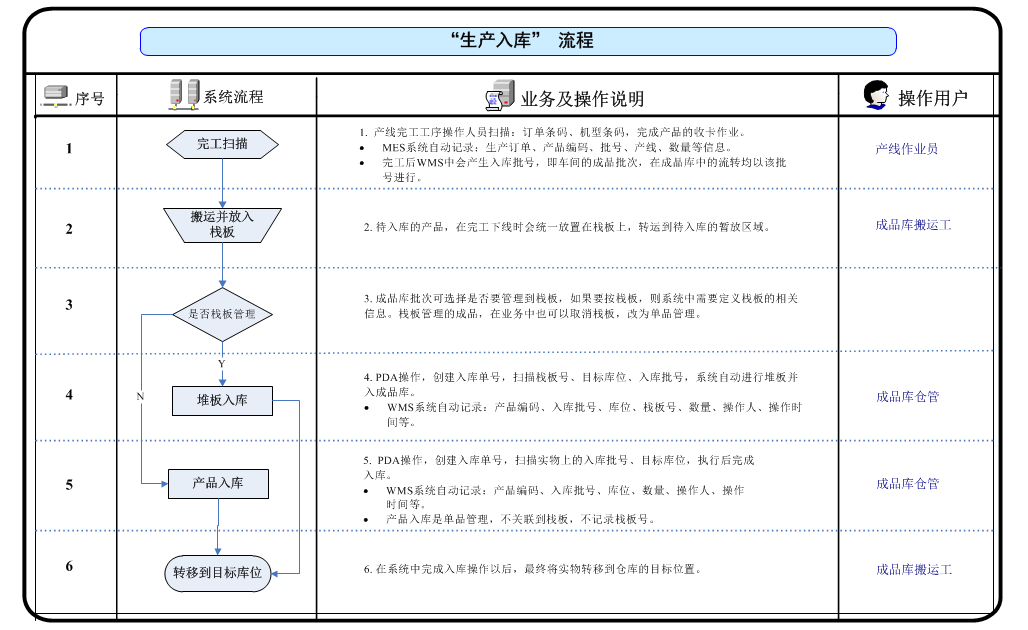 “生产入库” 流程
序号
系统流程
业务及操作说明
操作用户
1
完工扫描
1. 产线完工工序操作人员扫描：订单条码、机型条码，完成产品的收卡作业。
• MES系统自动记录：生产订单、产品编码、批号、产线、数量等信息。
• 完工后WMS中会产生入库批号，即车间的成品批次，在成品库中的流转均以该批
号进行。
产线作业员
2
搬运并放入
栈板
2. 待入库的产品，在完工下线时会统一放置在栈板上，转运到待入库的暂放区域。
成品库搬运工
3
是否栈板管理
3. 成品库批次可选择是否要管理到栈板，如果要按栈板，则系统中需要定义栈板的相关
信息。栈板管理的成品，在业务中也可以取消栈板，改为单品管理。
Y
N
4
堆板入库
4. PDA操作，创建入库单号，扫描栈板号、目标库位、入库批号，系统自动进行堆板并
入成品库。
• WMS系统自动记录：产品编码、入库批号、库位、栈板号、数量、操作人、操作时
间等。
成品库仓管
5
产品入库
5. PDA操作，创建入库单号，扫描实物上的入库批号、目标库位，执行后完成
入库。
• WMS系统自动记录：产品编码、入库批号、库位、数量、操作人、操作
时间等。
• 产品入库是单品管理，不关联到栈板，不记录栈板号。
成品库仓管
6
转移到目标库位
6. 在系统中完成入库操作以后，最终将实物转移到仓库的目标位置。
成品库搬运工